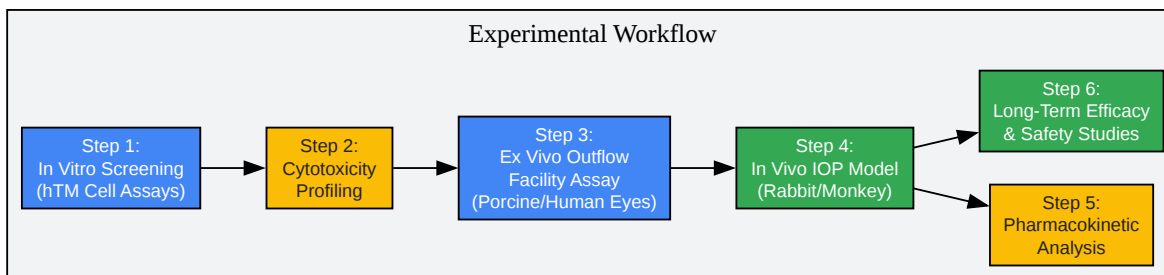 Experimental Workflow
Step 1:
In Vitro Screening
(hTM Cell Assays)
Step 2:
Cytotoxicity
Profiling
Step 3:
Ex Vivo Outflow
Facility Assay
(Porcine/Human Eyes)
Step 4:
In Vivo IOP Model
(Rabbit/Monkey)
Step 6:
Long-Term Efficacy
& Safety Studies
Step 5:
Pharmacokinetic
Analysis